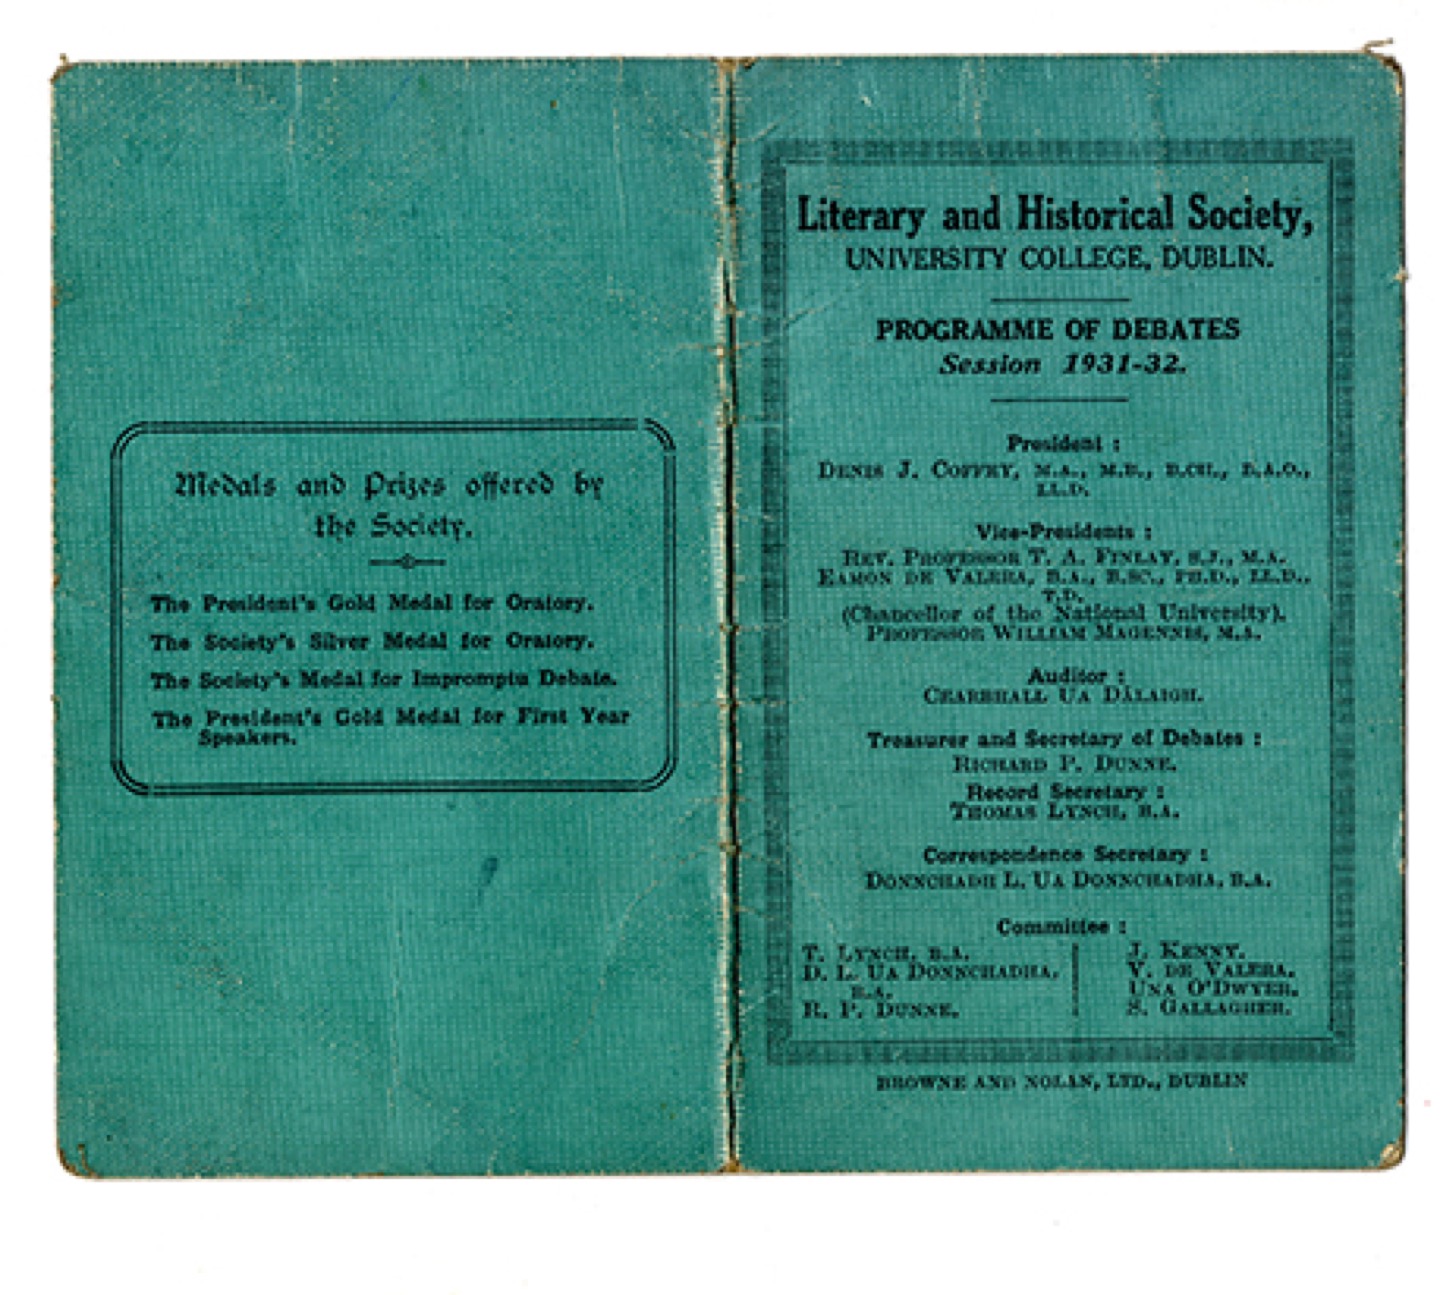 Medals and Prizes offered by
the Society.
The President's Gold Medal for Oratory.
The Society's Silver Medal for Oratory.
The Society's Medal for Impromptu Debate.
The President's Gold Medal for First Year
Speakers.
Literary and Historical Society,
UNIVERSITY COLLEGE, DUBLIN.
PROGRAMME OF DEBATES
Session 1931-32.
President :
DENIS J. COFFEY, M.A., M.B., B.CH., B.A.O.,
LL.D.
Vice-Presidents :
REV. PROFESSOR T. A. FINLAY, S.J., M.A.
EAMON DE VALERA, B.A., B.SC., PH.D., LL.D.,
T.D.
(Chancellor of the National University).
PROFESSOR WILLIAM MAGENNIS, M.A.
Auditor :
CEARBHALL UA DÁLAIGH.
Treasurer and Secretary of Debates :
RICHARD P. DUNNE.
Record Secretary :
THOMAS LYNCH, B.A.
Correspondence Secretary :
DONNCHADH L. UA DONNCHADHA, B.A.
Committee :
T. LYNCH, B.A.
D. L. UA DONNCHADHA,
B.A.
R. P. DUNNE.
J. KENNY.
V. DE VALERA.
UNA O'DWYER.
S. GALLAGHER.
BROWNE AND NOLAN, LTD., DUBLIN